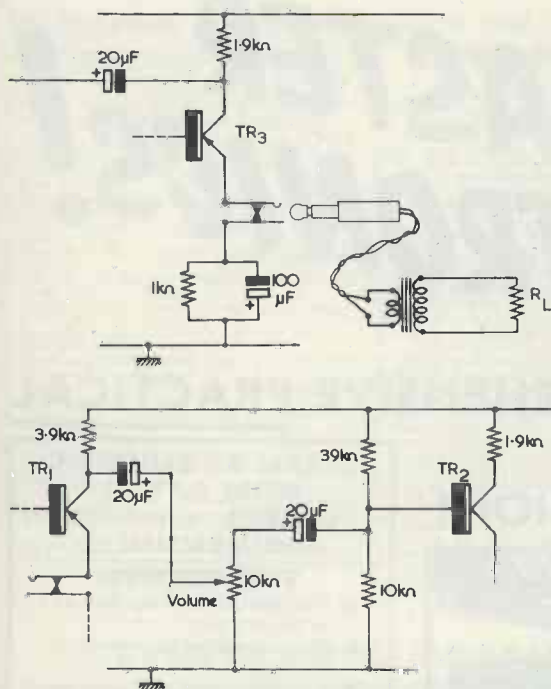 1·9kΩ
20µF
+
TR3
1kΩ
100
µF
+
RL
3·9kΩ
39kΩ
1·9kΩ
TR1
TR2
20µF
+
20µF
+
10kΩ
Volume
10kΩ